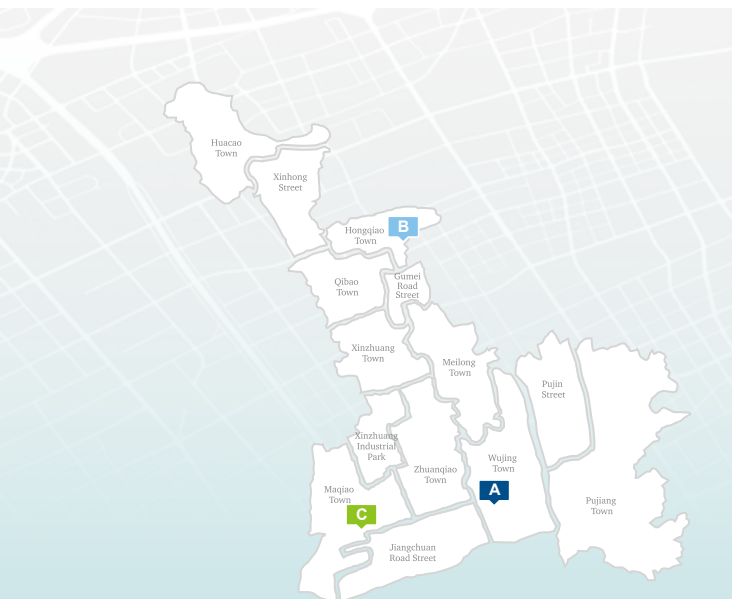 Huacao
Town
Xinhong
Street
Hongqiao
Town
B
Qibao
Town
Gumei
Road
Street
Xinzhuang
Town
Meilong
Town
Pujin
Street
Xinzhuang
Industrial
Park
Zhuanqiao
Town
Wujing
Town
A
Maqiao
Town
C
Pujiang
Town
Jiangchuan
Road Street